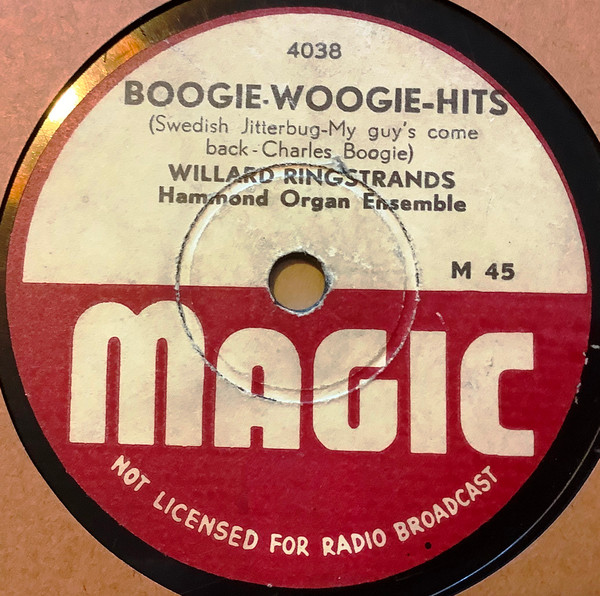 4038
BOOGIE-WOOGIE-HITS
(Swedish Jitterbug-My guy's come
back-Charles Boogie)
WILLARD RINGSTRANDS
Hammond Organ Ensemble
M 45
MAGIC
NOT LICENSED FOR RADIO BROADCAST